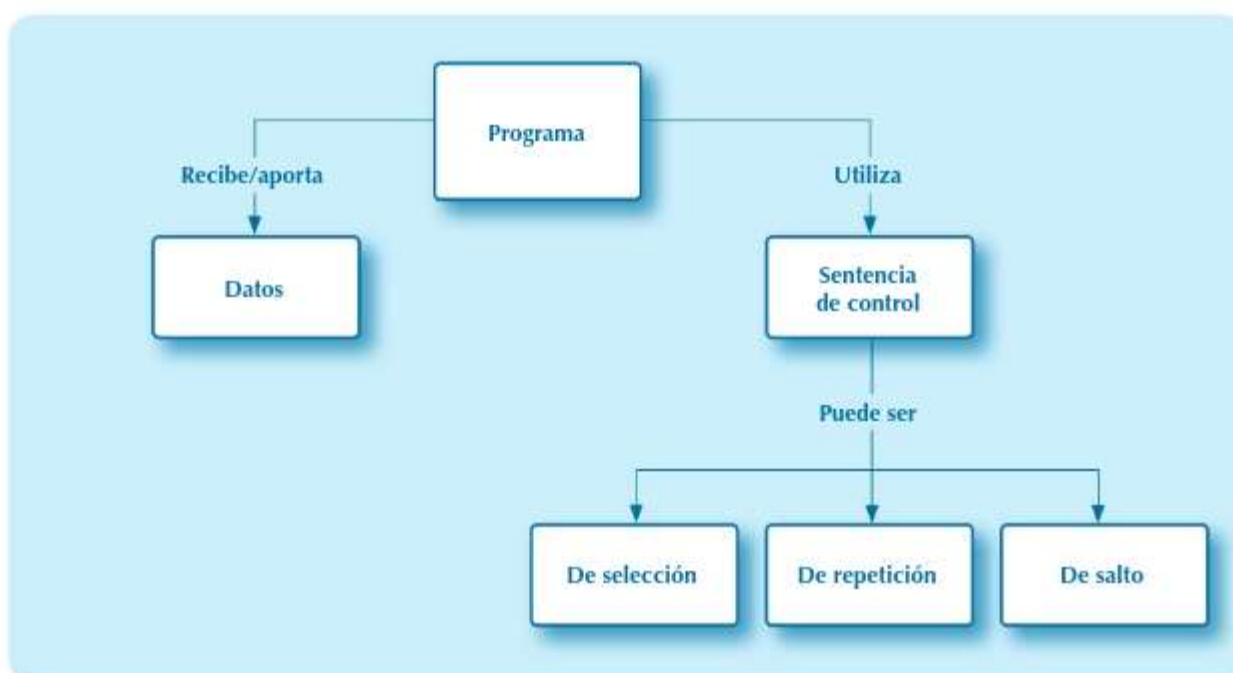 Programa
Recibe/aporta
Utiliza
Datos
Sentencia
de control
Puede ser
De selección
De repetición
De salto